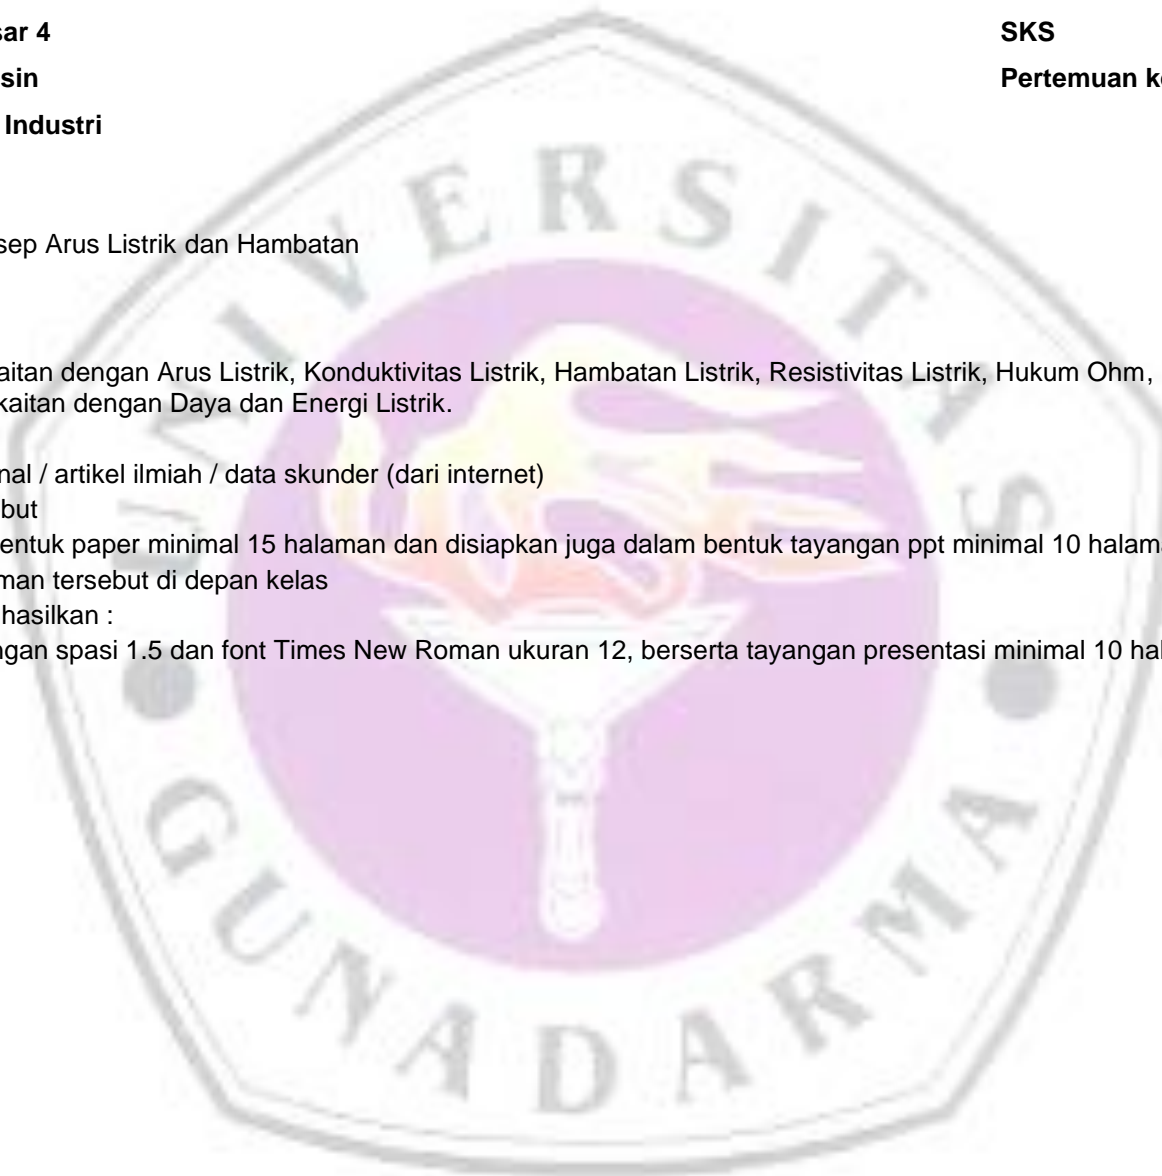 sar 4 SKS
sin Pertemuan ke
Industri
sep Arus Listrik dan Hambatan
aitan dengan Arus Listrik, Konduktivitas Listrik, Hambatan Listrik, Resistivitas Listrik, Hukum Ohm,
kaitan dengan Daya dan Energi Listrik.
nal / artikel ilmiah / data skunder (dari internet)
but
entuk paper minimal 15 halaman dan disiapkan juga dalam bentuk tayangan ppt minimal 10 halama
man tersebut di depan kelas
hasilkan :
ngan spasi 1.5 dan font Times New Roman ukuran 12, berserta tayangan presentasi minimal 10 hal
UNIVERSITAS
GUNADARMA